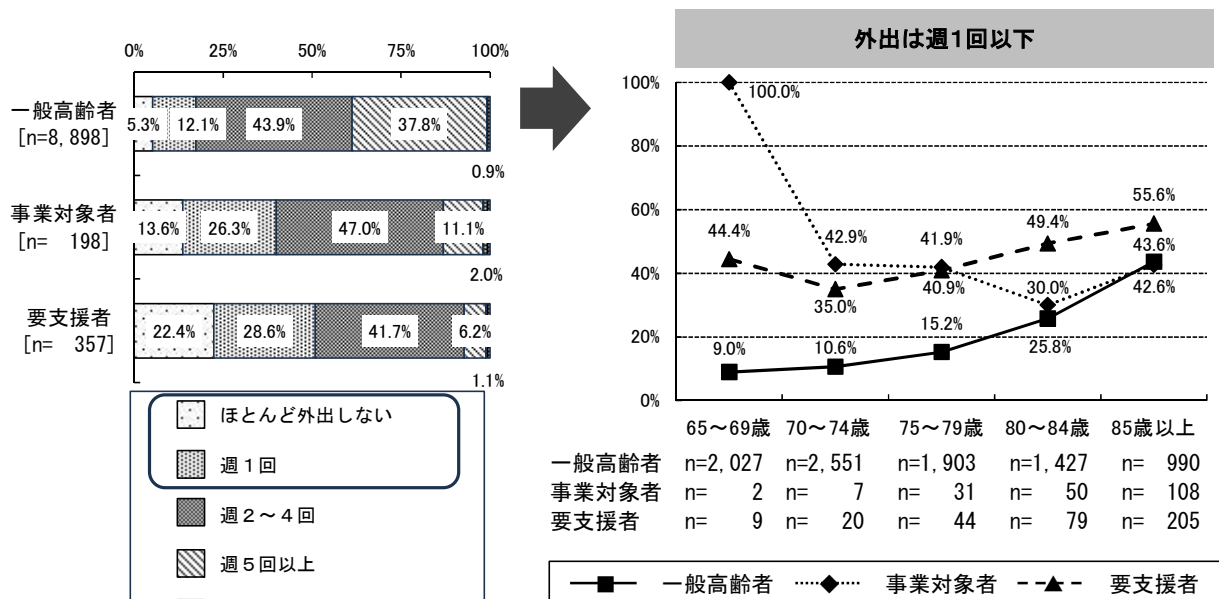 0% 25% 50% 75% 100%
一般高齢者
[n=8,898]
5.3% 12.1% 43.9% 37.8%
0.9%
事業対象者
[n= 198]
13.6% 26.3% 47.0% 11.1%
2.0%
要支援者
[n= 357]
22.4% 28.6% 41.7% 6.2%
1.1%
ほとんど外出しない
週1回
週2～4回
週5回以上
外出は週1回以下
100%
80%
60%
40%
20%
0%
100.0% 42.9% 41.9% 30.0% 42.6%
44.4% 35.0% 40.9% 49.4% 55.6%
9.0% 10.6% 15.2% 25.8% 43.6%
65～69歳 70～74歳 75～79歳 80～84歳 85歳以上
一般高齢者 n=2,027 n=2,551 n=1,903 n=1,427 n= 990
事業対象者 n= 2 n= 7 n= 31 n= 50 n= 108
要支援者 n= 9 n= 20 n= 44 n= 79 n= 205
一般高齢者 事業対象者 要支援者